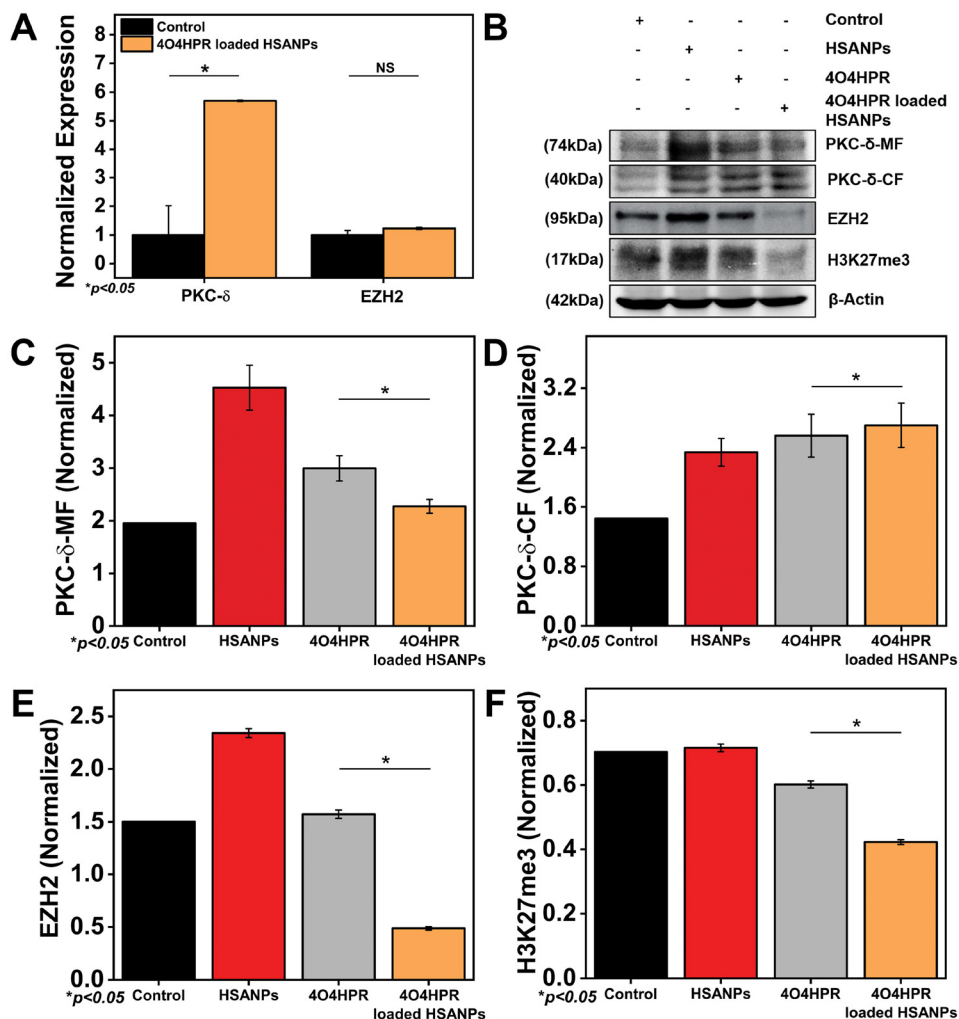 A
Control
4O4HPR loaded HSANPs
Normalized Expression
8
6
5
4
3
2
1
0
*
NS
*p<0.05
PKC-δ
EZH2
B
+ - - - Control
- + - - HSANPs
- - + - 4O4HPR
- - - + 4O4HPR loaded
HSANPs
(74kDa) PKC-δ-MF
(40kDa) PKC-δ-CF
(95kDa) EZH2
(17kDa) H3K27me3
(42kDa) β-Actin
C
PKC-δ-MF (Normalized)
5
4
3
2
1
0
*
*p<0.05
Control
HSANPs
4O4HPR
4O4HPR
loaded HSANPs
D
PKC-δ-CF (Normalized)
3.2
2.4
1.6
0.8
0.0
*
*p<0.05
Control
HSANPs
4O4HPR
4O4HPR
loaded HSANPs
E
EZH2 (Normalized)
2.5
2.0
1.5
1.0
0.5
0.0
*
*p<0.05
Control
HSANPs
4O4HPR
4O4HPR
loaded HSANPs
F
H3K27me3 (Normalized)
0.8
0.6
0.4
0.2
0.0
*
*p<0.05
Control
HSANPs
4O4HPR
4O4HPR
loaded HSANPs